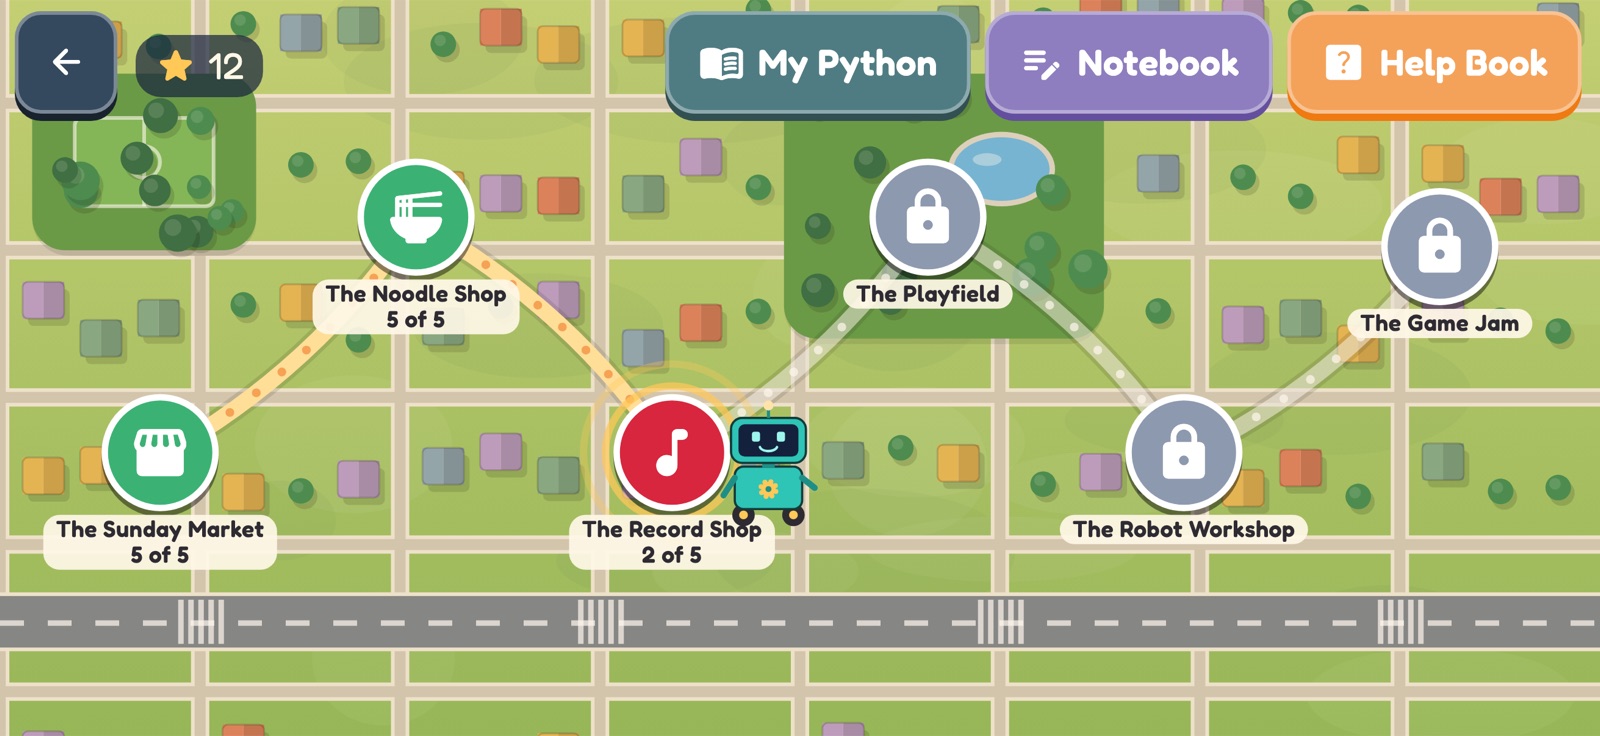 12
My Python
Notebook
Help Book
The Noodle Shop
5 of 5
The Playfield
The Game Jam
The Sunday Market
5 of 5
The Record Shop
2 of 5
The Robot Workshop